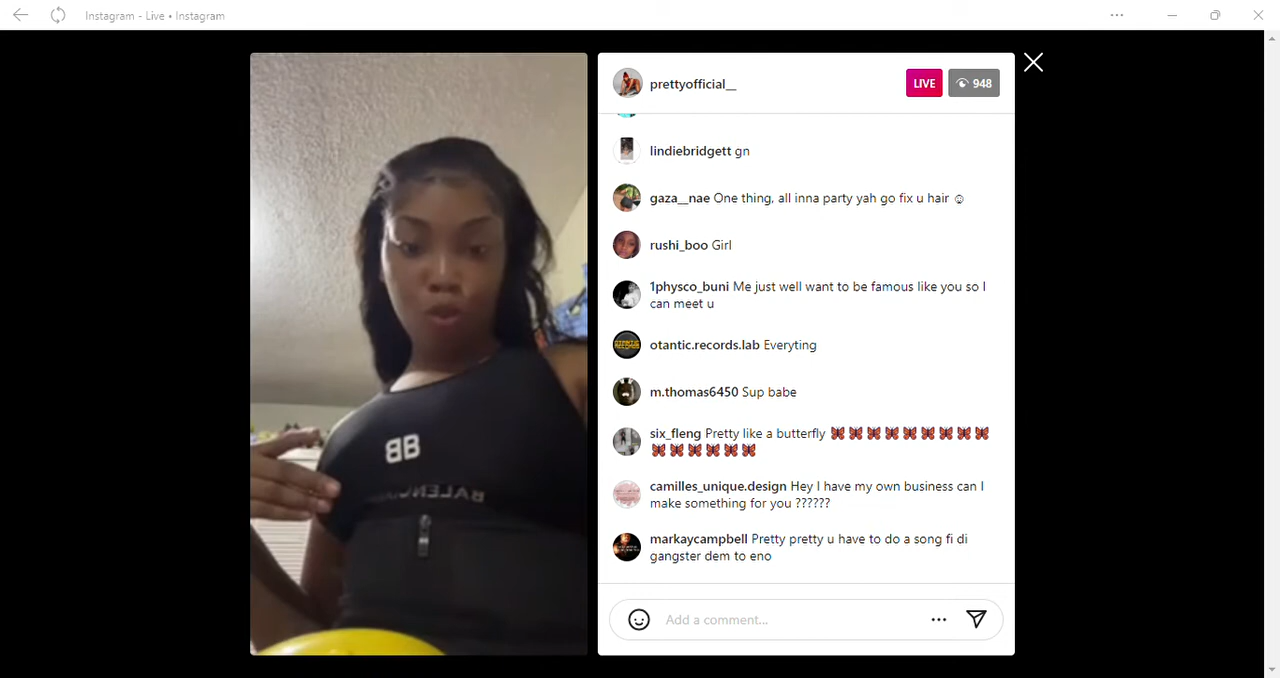 Instagram - Live • Instagram
prettyofficial__
LIVE
948
lindiebridgett gn
gaza__nae One thing, all inna party yah go fix u hair ☺
rushi_boo Girl
1physco_buni Me just well want to be famous like you so I
can meet u
otantic.records.lab Everyting
m.thomas6450 Sup babe
six_fleng Pretty like a butterfly 🦋🦋🦋🦋🦋🦋🦋🦋🦋
🦋🦋🦋🦋🦋🦋
camilles_unique.design Hey I have my own business can I
make something for you ??????
markaycampbell Pretty pretty u have to do a song fi di
gangster dem to eno
Add a comment...
BB
BALENCIAGA